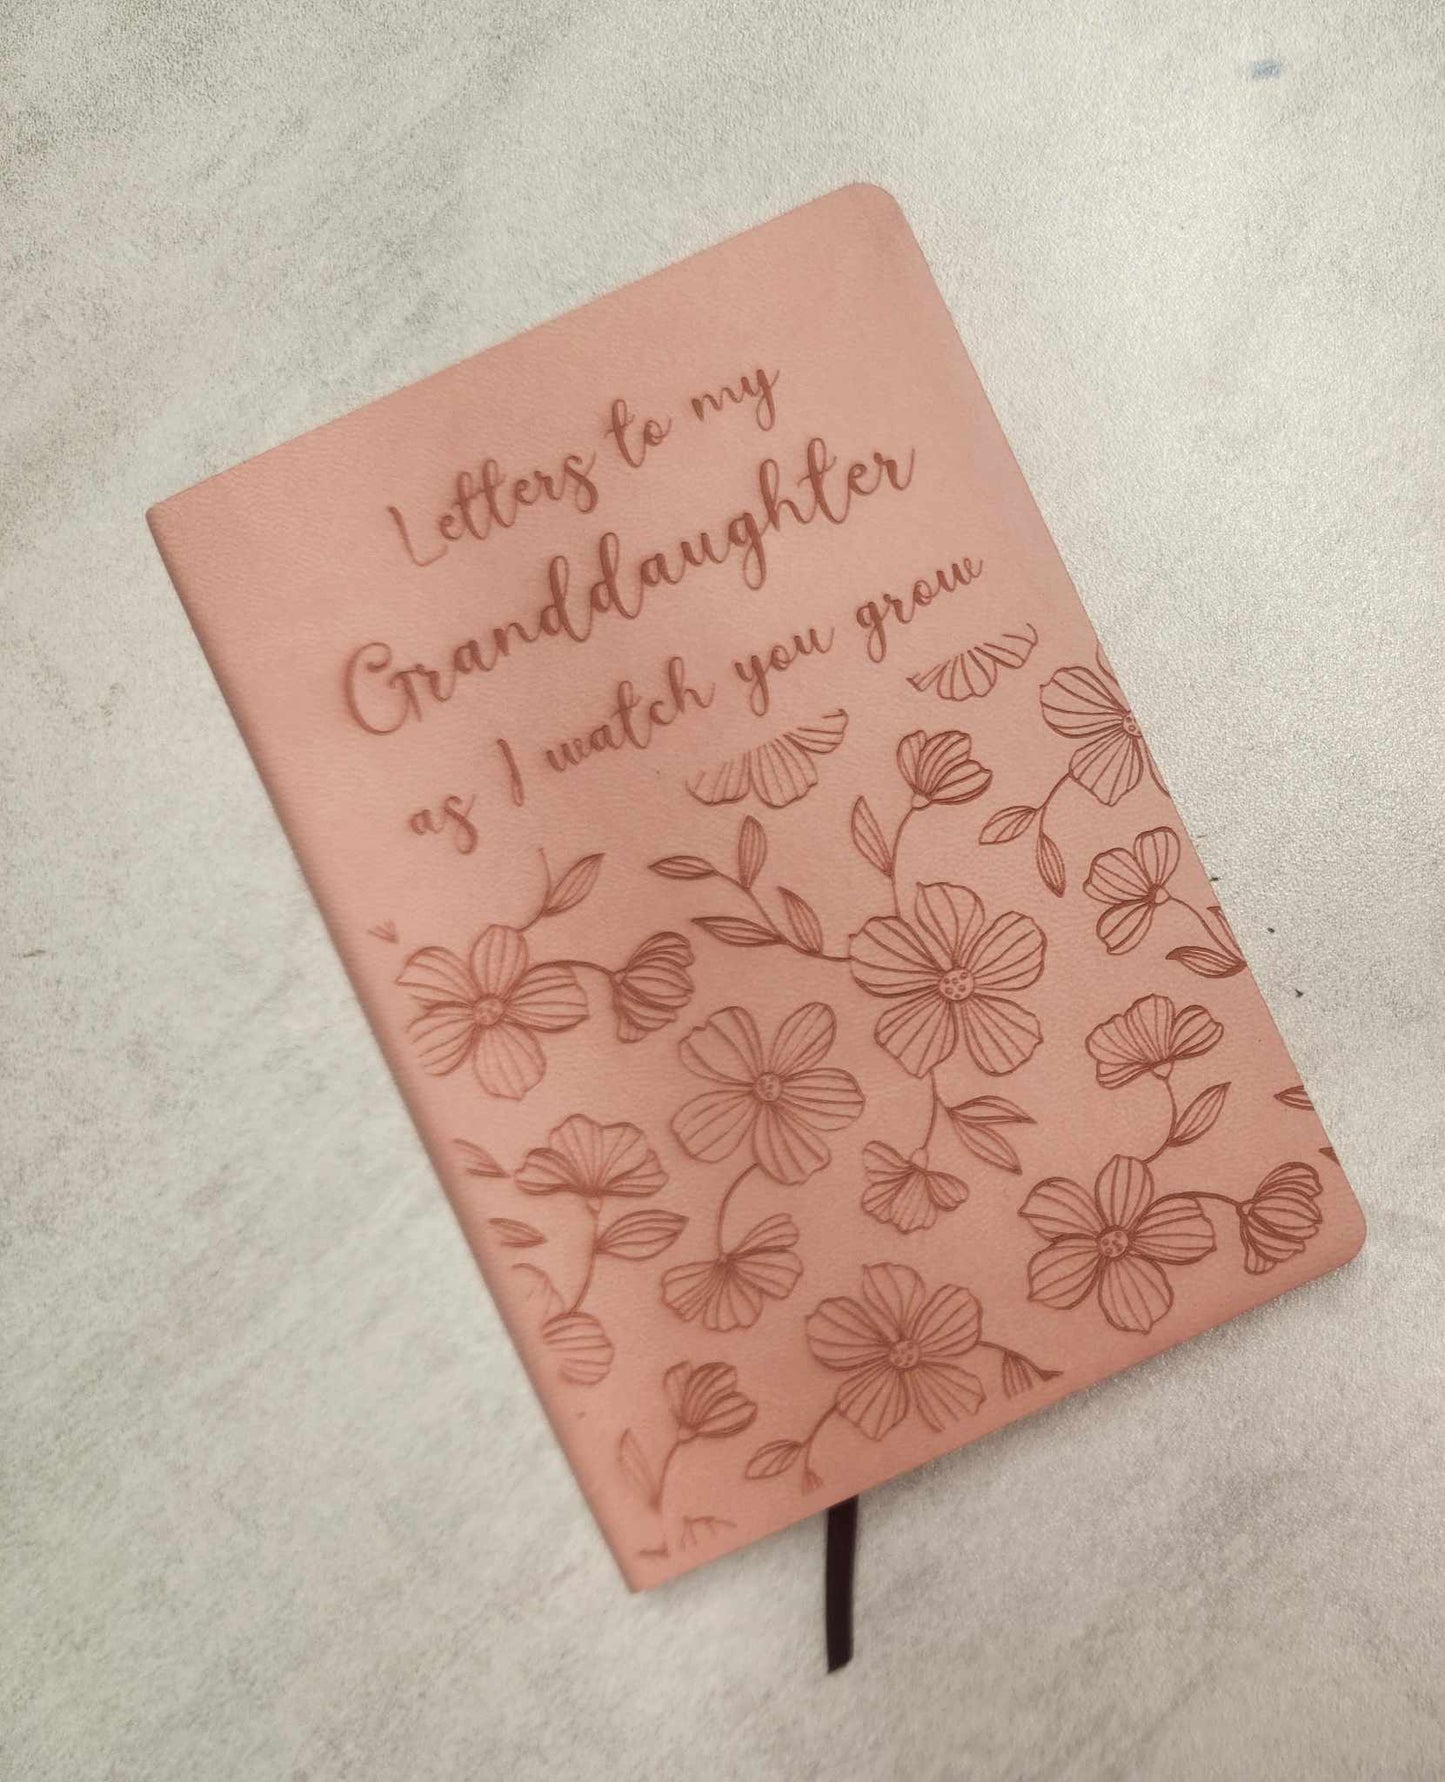 Letters to my
Granddaughter
as I watch you grow